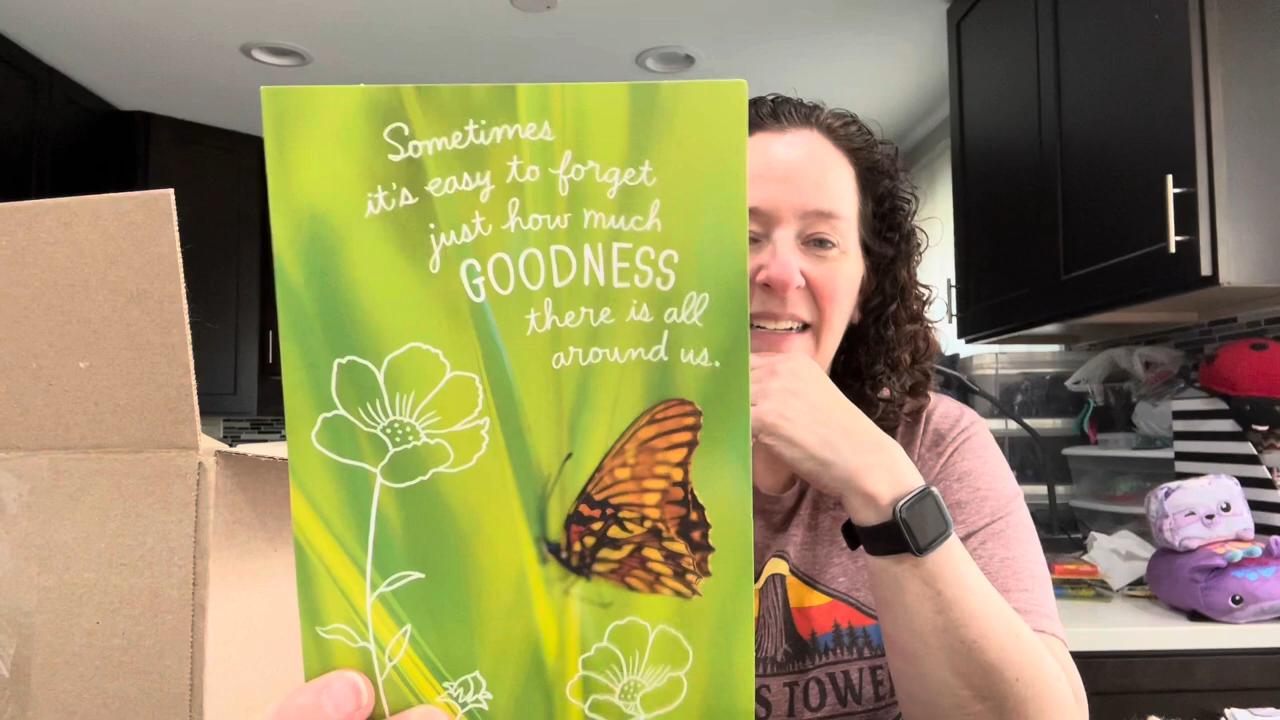 Sometimes
it's easy to forget
just how much
GOODNESS
there is all
around us.
S TOWE